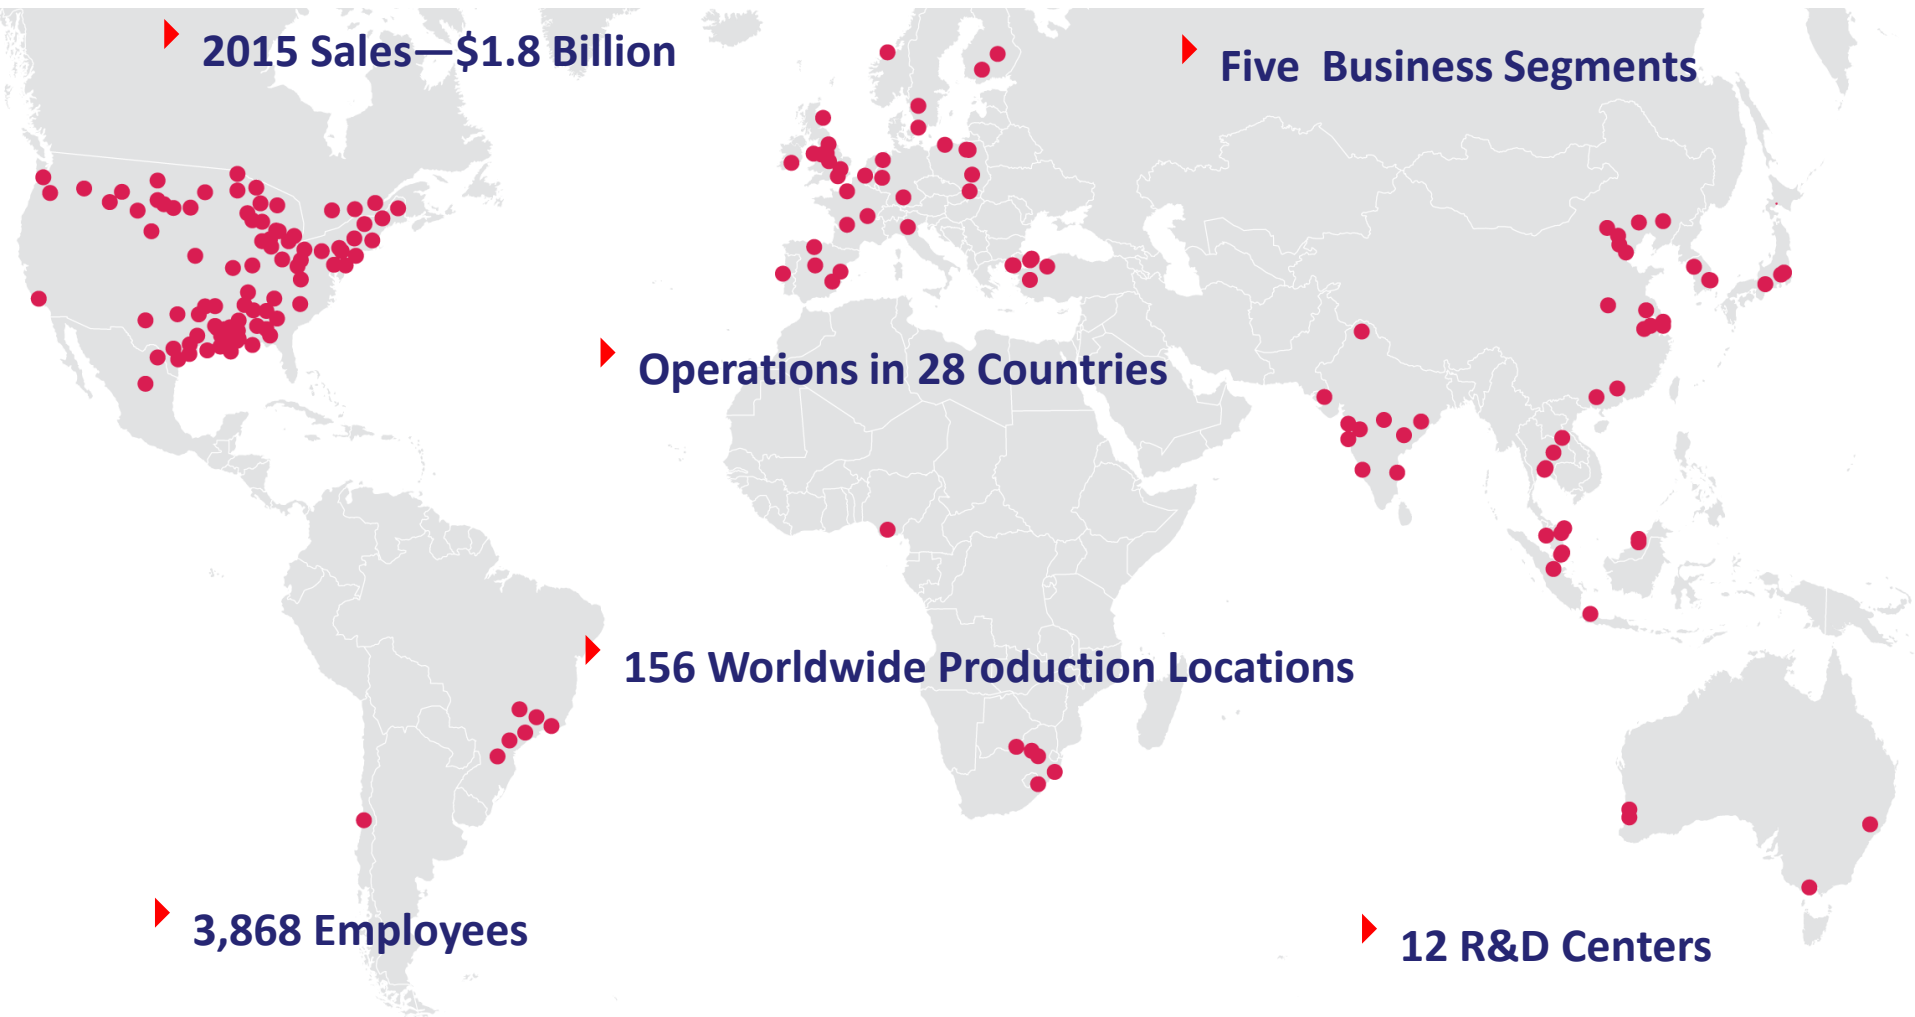 2015 Sales—$1.8 Billion
Five  Business Segments
Operations in 28 Countries
156 Worldwide Production Locations
3,868 Employees
12 R&D Centers